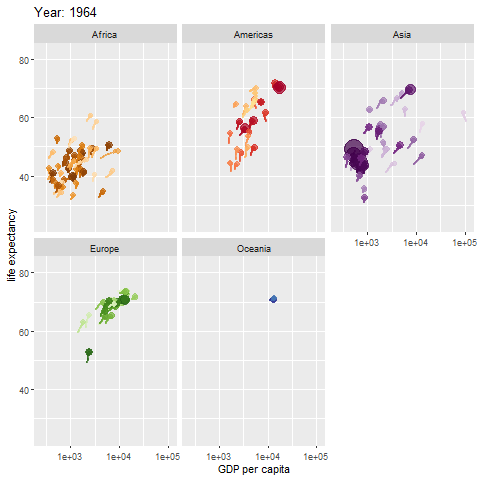 Year: 1964
Africa
Americas
Asia
80
60
40
1e+03
1e+04
1e+05
life expectancy
Europe
Oceania
80
60
40
1e+03
1e+04
1e+05
1e+03
1e+04
1e+05
GDP per capita